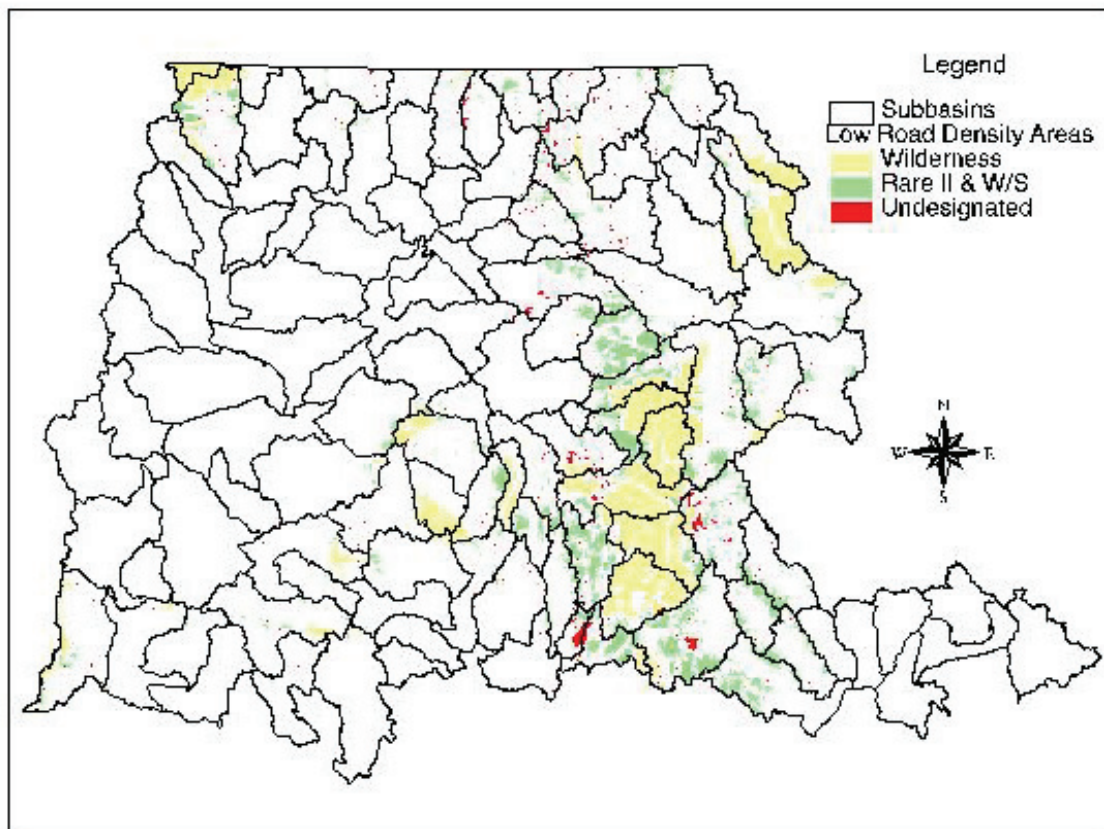 Legend
Subbasins
Low Road Density Areas
Wilderness
Rare II & W/S
Undesignated
N
W E
S